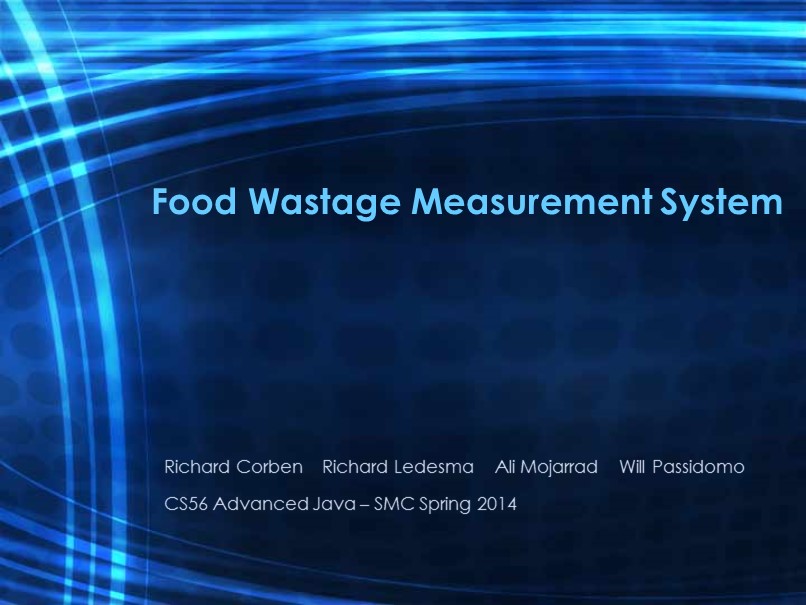 Food Wastage Measurement System
Richard Corben Richard Ledesma Ali Mojarrad Will Passidomo
CS56 Advanced Java – SMC Spring 2014